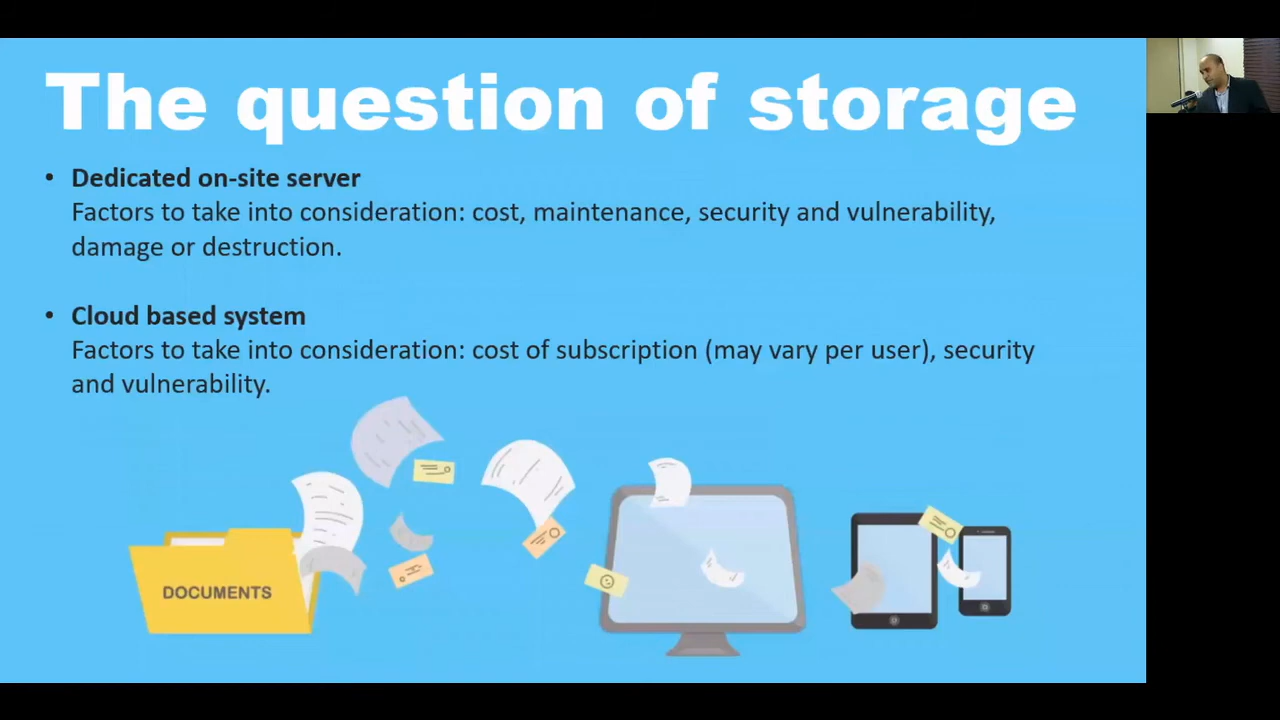 The question of storage
• Dedicated on-site server
Factors to take into consideration: cost, maintenance, security and vulnerability,
damage or destruction.
• Cloud based system
Factors to take into consideration: cost of subscription (may vary per user), security
and vulnerability.
DOCUMENTS